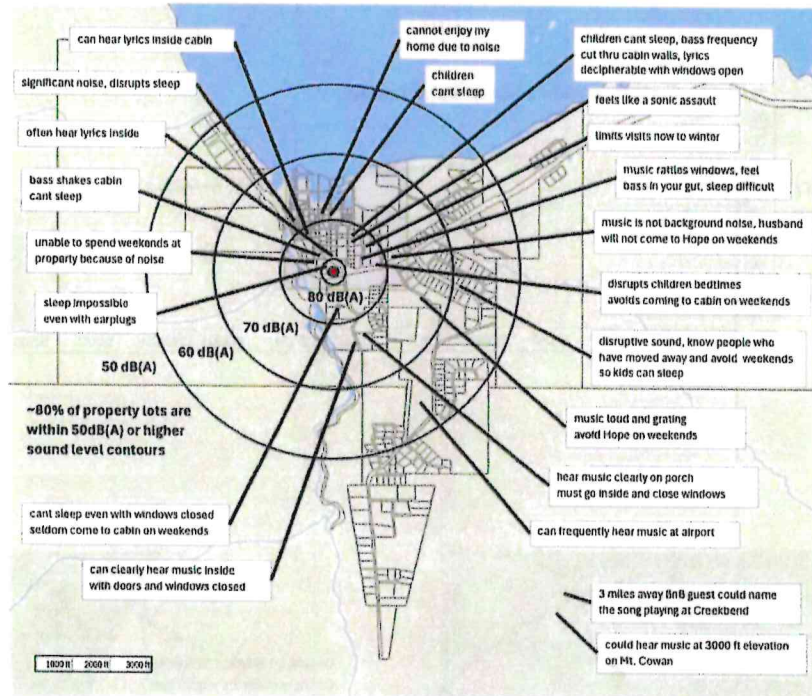 can hear lyrics inside cabin
cannot enjoy my
home due to noise
children cant sleep, bass frequency
cut thru cabin walls, lyrics
decipherable with windows open
significant noise, disrupts sleep
children
cant sleep
feels like a sonic assault
often hear lyrics inside
limits visits now to winter
bass shakes cabin
cant sleep
music rattles windows, feel
bass in your gut, sleep difficult
unable to spend weekends at
property because of noise
music is not background noise, husband
will not come to Hope on weekends
sleep impossible
even with earplugs
disrupts children bedtimes
avoids coming to cabin on weekends
80 dB(A)
70 dB(A)
60 dB(A)
50 dB(A)
disruptive sound, know people who
have moved away and avoid weekends
so kids can sleep
~80% of property lots are
within 50dB(A) or higher
sound level contours
music loud and grating
avoid Hope on weekends
hear music clearly on porch
must go inside and close windows
cant sleep even with windows closed
seldom come to cabin on weekends
can frequently hear music at airport
can clearly hear music inside
with doors and windows closed
3 miles away BnB guest could name
the song playing at Creekbend
could hear music at 3000 ft elevation
on Mt. Cowan
1000 ft 2000 ft 3000 ft